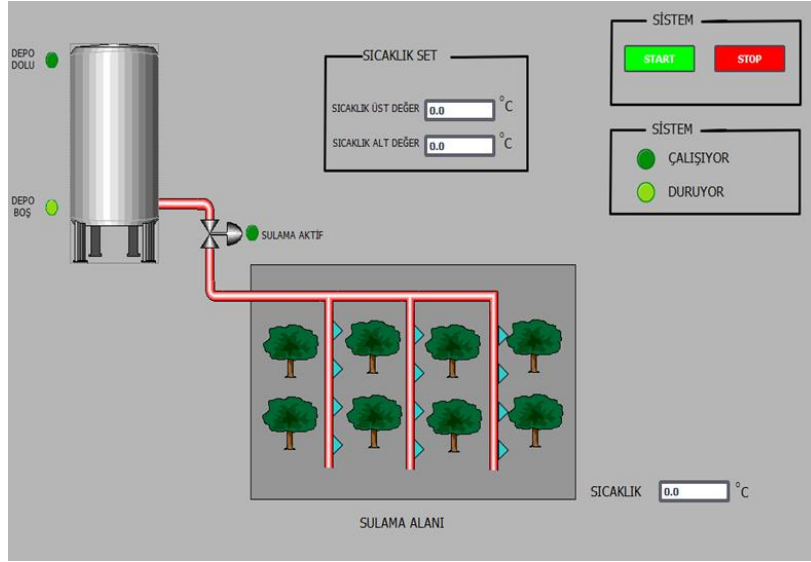 SİSTEM
START
STOP
DEPO
DOLU
SICAKLIK SET
SICAKLIK ÜST DEĞER 0.0 °C
SICAKLIK ALT DEĞER 0.0 °C
SİSTEM
ÇALIŞIYOR
DURUYOR
DEPO
BOŞ
SULAMA AKTİF
SICAKLIK 0.0 °C
SULAMA ALANI